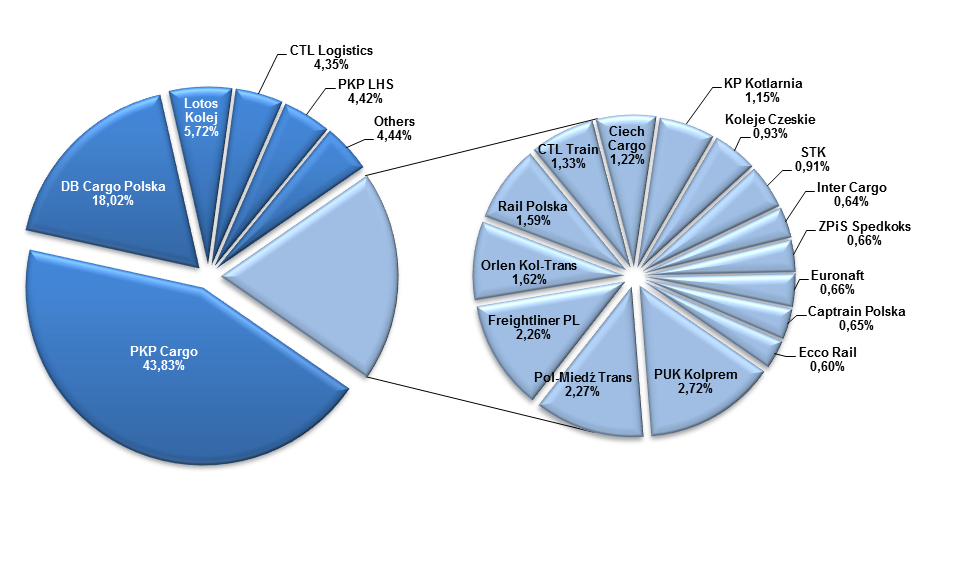 CTL Logistics
4,35%
PKP LHS
4,42%
Others
4,44%
Lotos
Kolej
5,72%
DB Cargo Polska
18,02%
PKP Cargo
43,83%
KP Kotlarnia
1,15%
Koleje Czeskie
0,93%
STK
0,91%
Inter Cargo
0,64%
ZPiS Spedkoks
0,66%
Euronaft
0,66%
Captrain Polska
0,65%
Ecco Rail
0,60%
PUK Kolprem
2,72%
Pol-Miedź Trans
2,27%
Freightliner PL
2,26%
Orlen Kol-Trans
1,62%
Rail Polska
1,59%
CTL Train
1,33%
Ciech
Cargo
1,22%